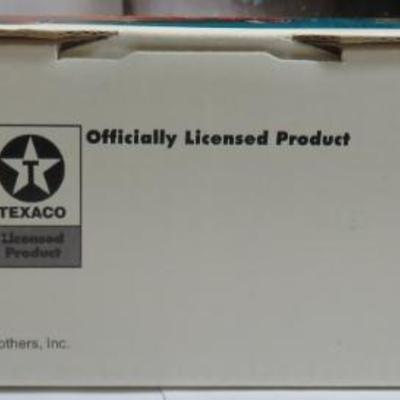 Officially Licensed Product
T
TEXACO
Licensed
Product
others, Inc.